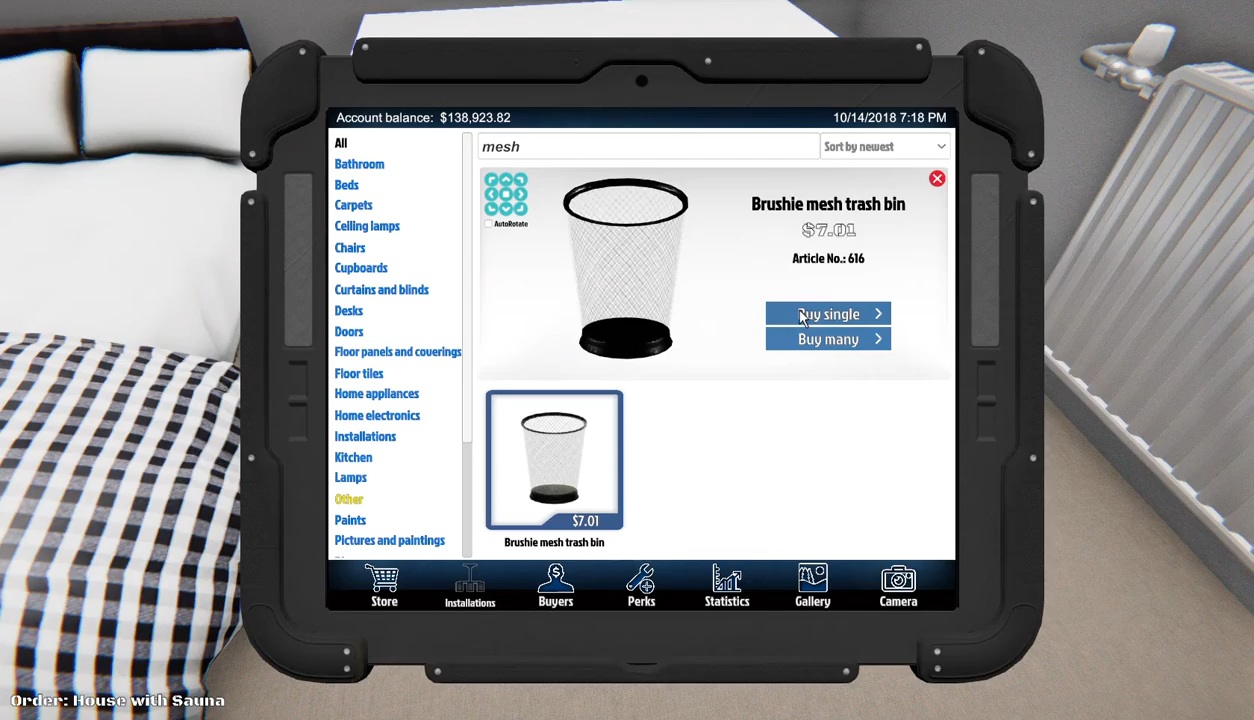 Account balance: $138,923.82
10/14/2018 7:18 PM
All
Bathroom
Beds
Carpets
Ceiling lamps
Chairs
Cupboards
Curtains and blinds
Desks
Doors
Floor panels and coverings
Floor tiles
Home appliances
Home electronics
Installations
Kitchen
Lamps
Other
Paints
Pictures and paintings
mesh
Sort by newest
AutoRotate
Brushie mesh trash bin
$7.01
Article No.: 616
Buy single
Buy many
$7.01
Brushie mesh trash bin
Store
Installations
Buyers
Perks
Statistics
Gallery
Camera
Order: House with Sauna